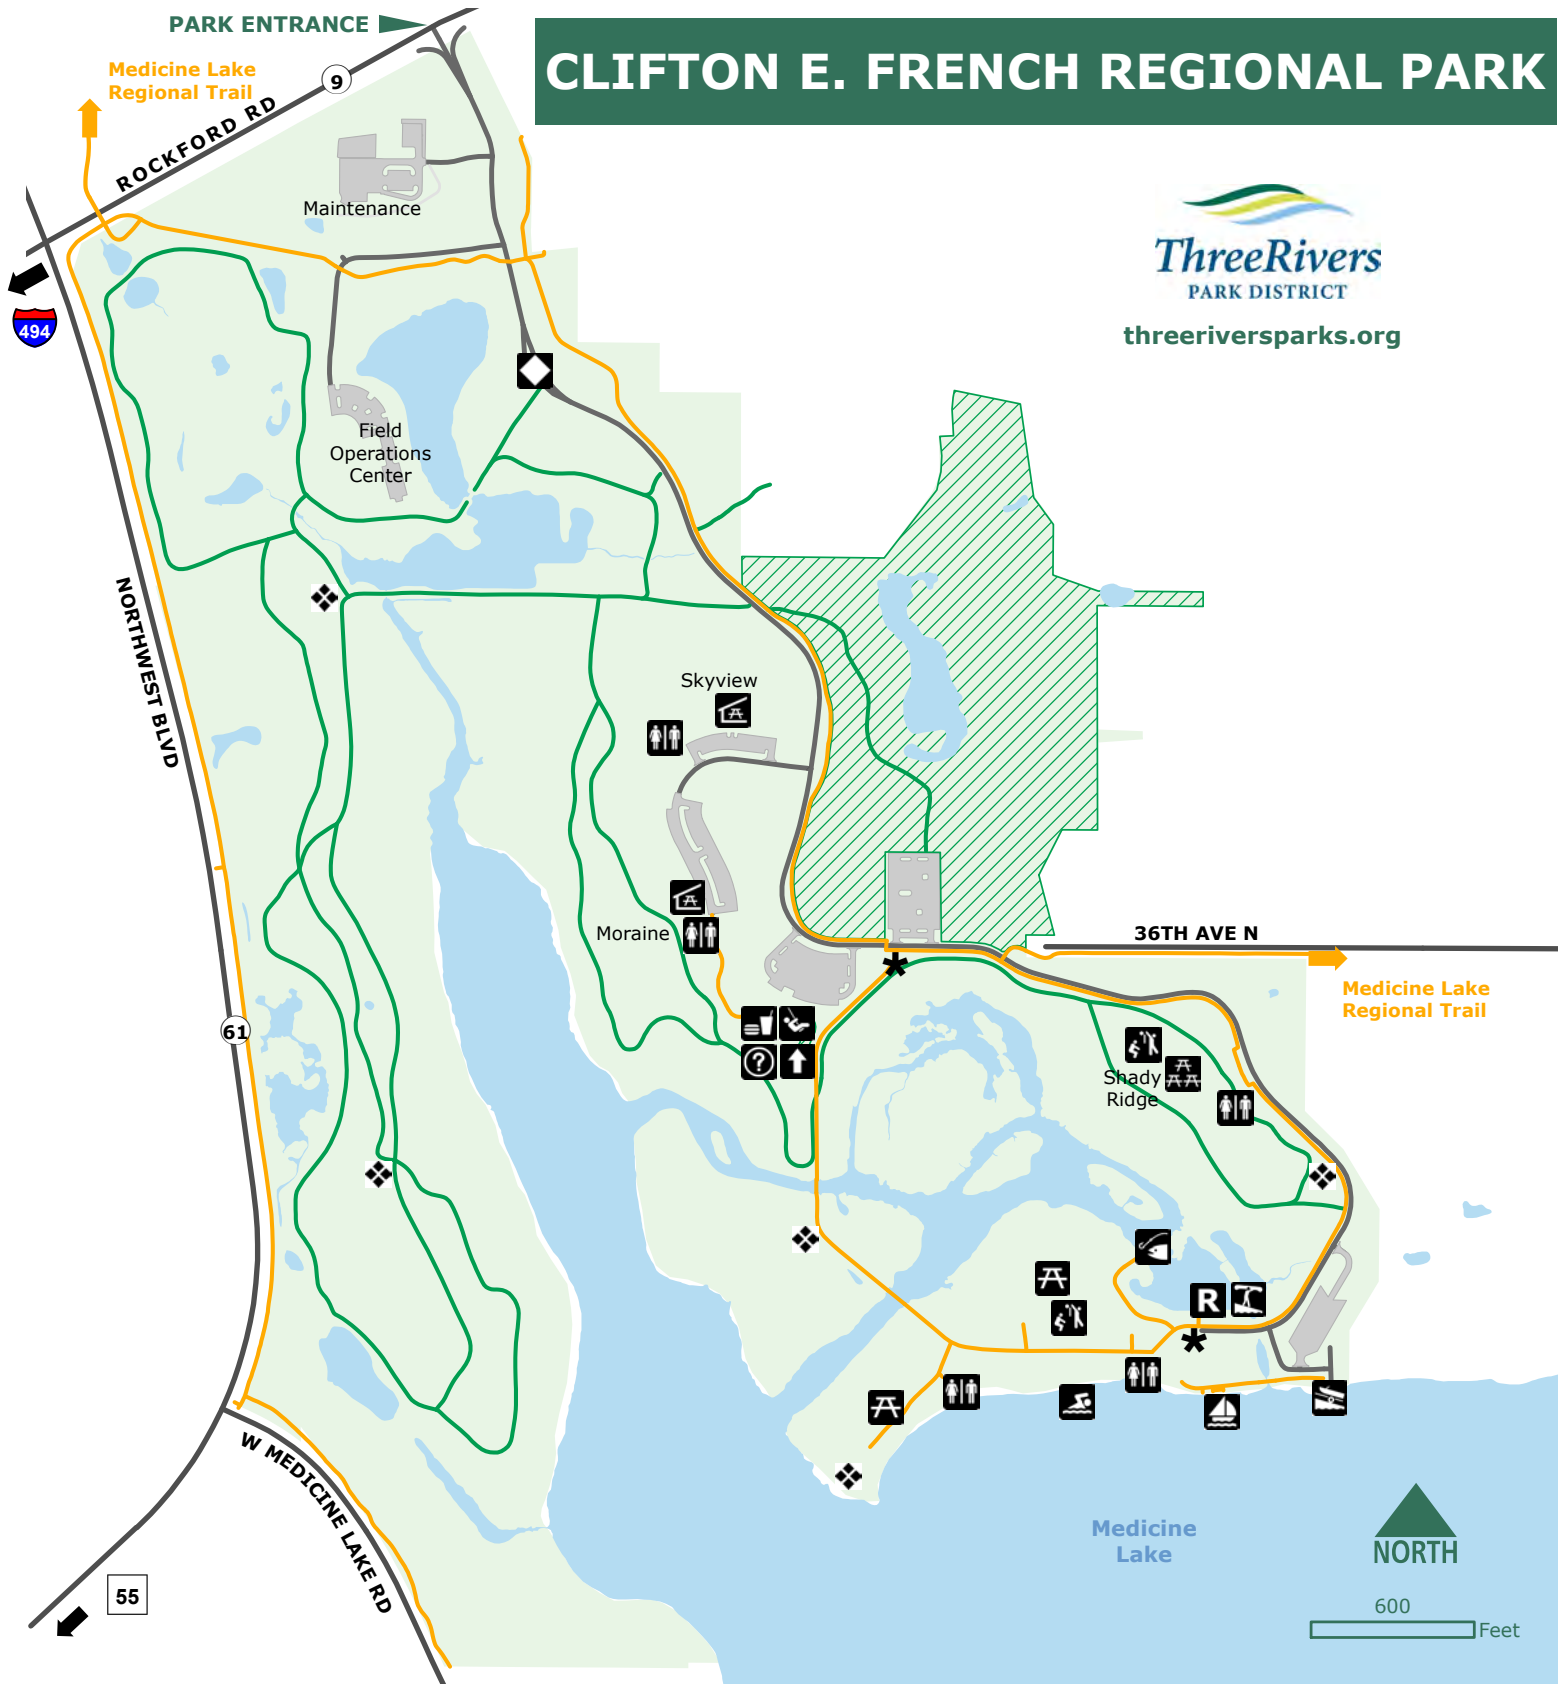 PARK ENTRANCE
CLIFTON E. FRENCH REGIONAL PARK
Medicine Lake
Regional Trail
9
ROCKFORD RD
Maintenance
ThreeRivers
PARK DISTRICT
threeriversparks.org
494
Field
Operations
Center
NORTHWEST BLVD
Skyview
Moraine
36TH AVE N
Medicine Lake
Regional Trail
61
?
Shady
Ridge
R
*
*
W MEDICINE LAKE RD
Medicine
Lake
NORTH
55
600
Feet